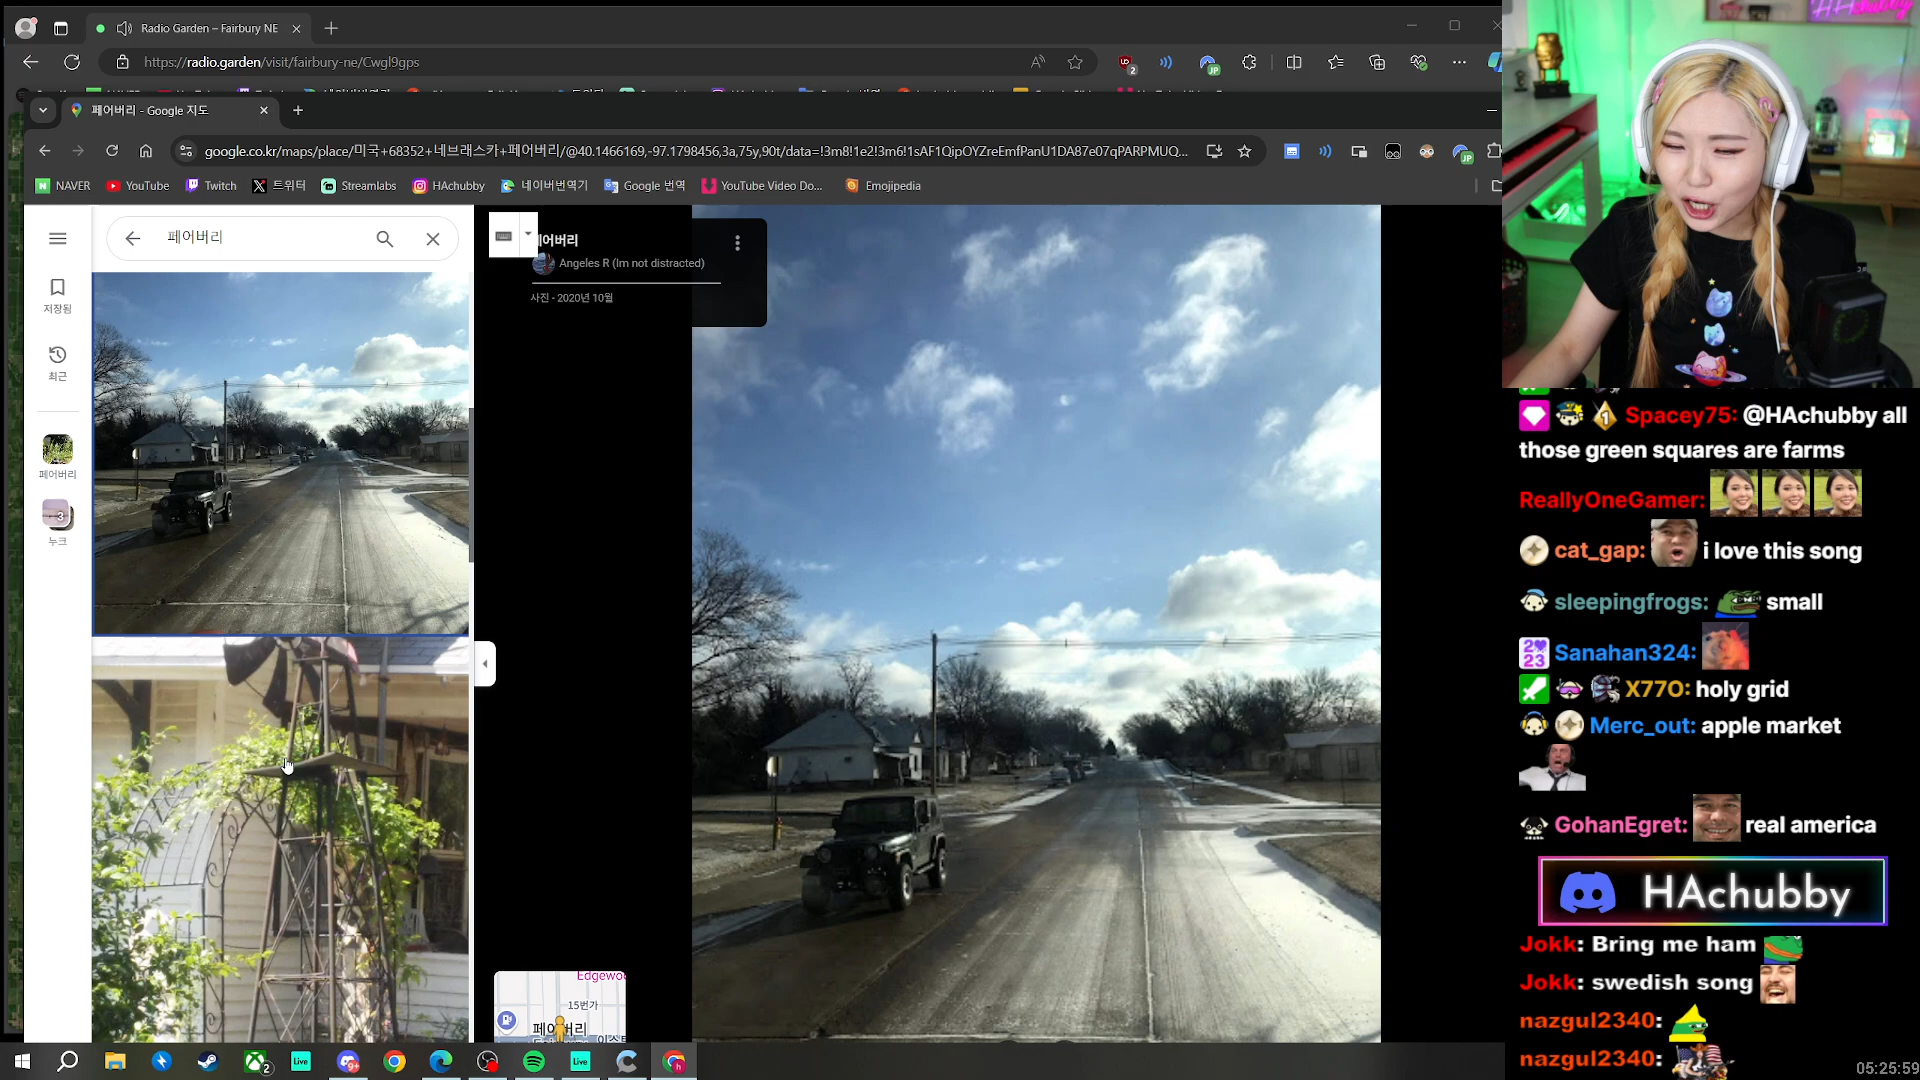 Radio Garden – Fairbury NE
https://radio.garden/visit/fairbury-ne/Cwgl9gps
페어버리 - Google 지도
google.co.kr/maps/place/미국+68352+네브래스카+페어버리/@40.1466169,-97.1798456,3a,75y,90t/data=!3m8!1e2!3m6!1sAF1QipOYZreEmfPanU1DA87e07qPARPMUQ...
NAVER
YouTube
Twitch
트위터
Streamlabs
HAchubby
네이버번역기
Google 번역
YouTube Video Do...
Emojipedia
페어버리
저장됨
최근
페어버리
3
누크
Angeles R (Im not distracted)
사진 - 2020년 10월
15번가
페어버리
Spacey75: @HAchubby all
those green squares are farms
ReallyOneGamer:
cat_gap: i love this song
sleepingfrogs: small
Sanahan324:
X77O: holy grid
Merc_out: apple market
GohanEgret: real america
HAchubby
Jokk: Bring me ham
Jokk: swedish song
nazgul2340:
nazgul2340:
05:25:59